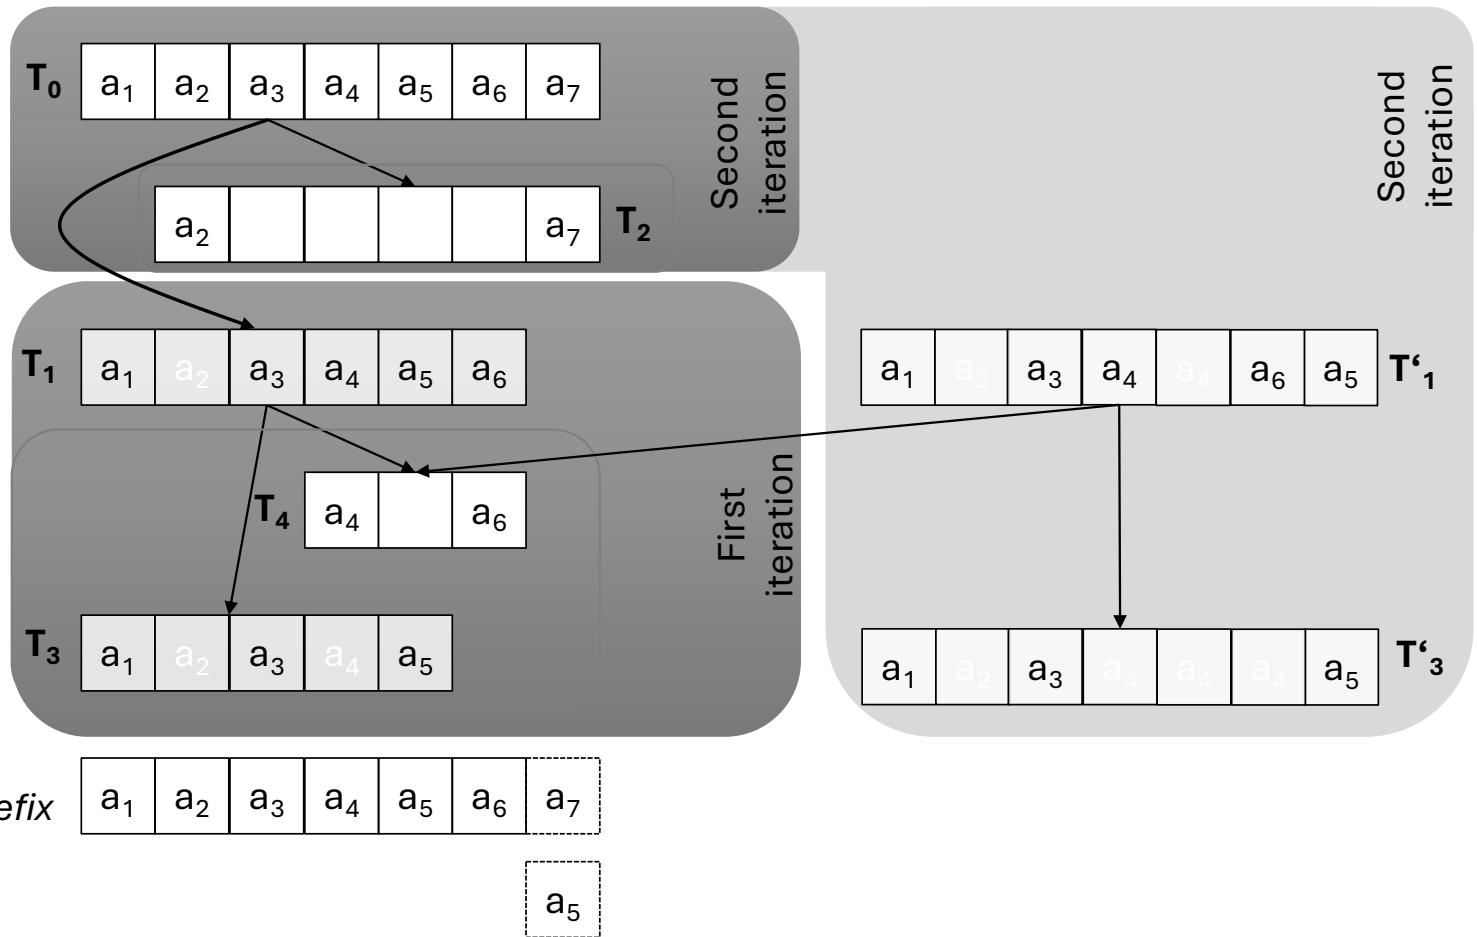 T0 a1 a2 a3 a4 a5 a6 a7
Second
iteration
Second
iteration
a2 a7 T2
T1 a1 a2 a3 a4 a5 a6
a1 a2 a3 a4 a4 a6 a5 T‘1
T4 a4 a6
First
iteration
T3 a1 a2 a3 a4 a5
a1 a2 a3 a4 a4 a4 a5 T‘3
efix a1 a2 a3 a4 a5 a6 a7
a5